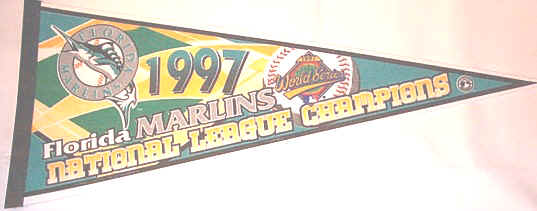 FLORIDA
MARLINS
1997
World Series
Florida MARLINS
NATIONAL LEAGUE CHAMPIONS